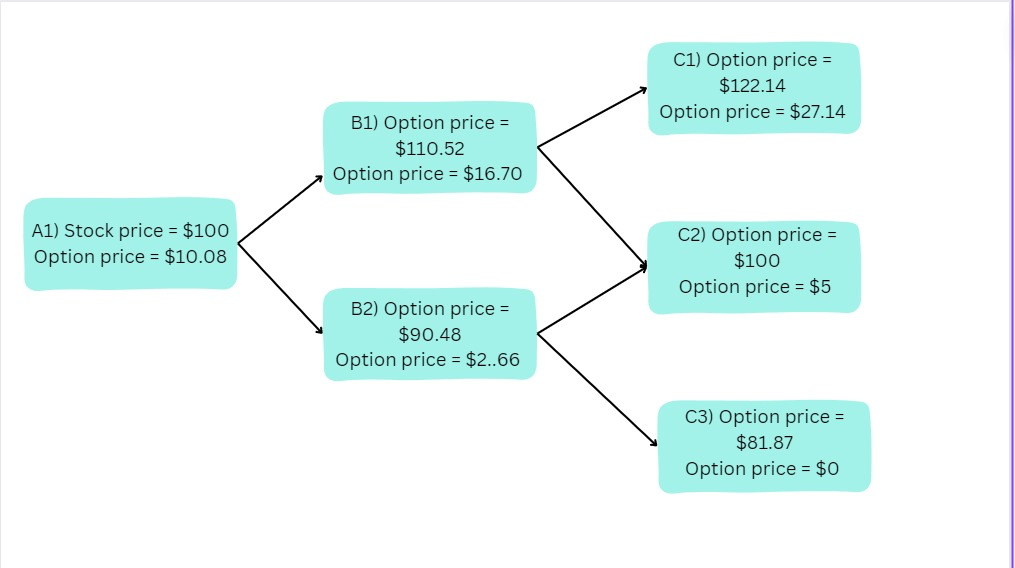 A1) Stock price = $100
Option price = $10.08
B1) Option price =
$110.52
Option price = $16.70
B2) Option price =
$90.48
Option price = $2..66
C1) Option price =
$122.14
Option price = $27.14
C2) Option price =
$100
Option price = $5
C3) Option price =
$81.87
Option price = $0